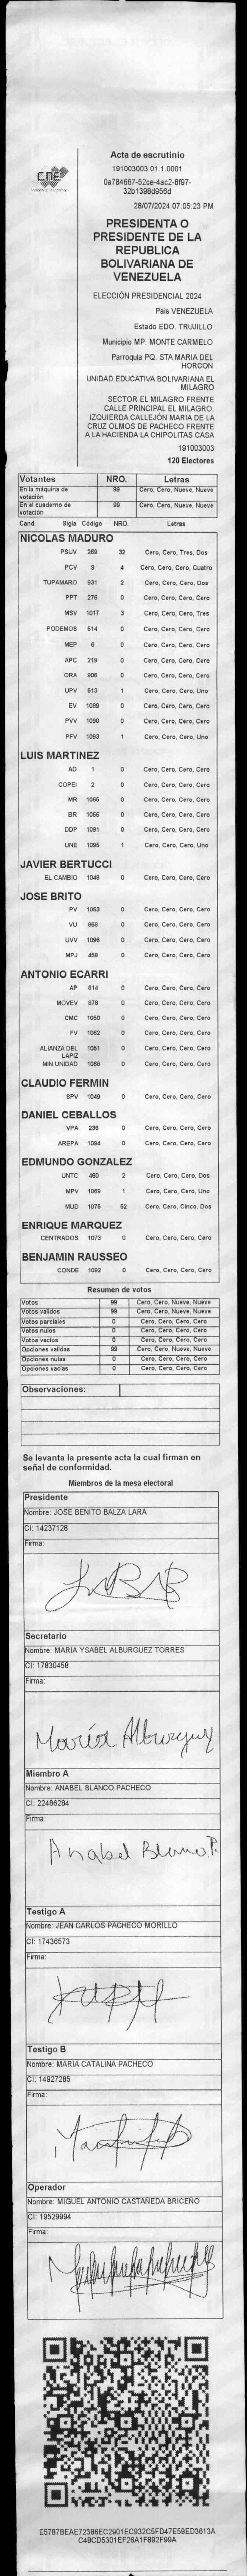 CNE
Acta de escrutinio
191003003.01.1.0001
0a784667-52ce-4ac2-8f97-
32b1398d956d
28/07/2024 07:05:23 PM
PRESIDENTA O
PRESIDENTE DE LA
REPUBLICA
BOLIVARIANA DE
VENEZUELA
ELECCIÓN PRESIDENCIAL 2024
Pais VENEZUELA
Estado EDO. TRUJILLO
Municipio MP. MONTE CARMELO
Parroquia PQ. STA MARIA DEL
HORCON
UNIDAD EDUCATIVA BOLIVARIANA EL
MILAGRO
SECTOR EL MILAGRO FRENTE
CALLE PRINCIPAL EL MILAGRO.
IZQUIERDA CALLEJÓN MARIA DE LA
CRUZ OLMOS DE PACHECO FRENTE
A LA HACIENDA LA CHIPOLITAS CASA
191003003
120 Electores
Votantes NRO. Letras
En la máquina de votación 99 Cero, Cero, Nueve, Nueve
En el cuaderno de votación 99 Cero, Cero, Nueve, Nueve
Cand. Sigla Código NRO. Letras
NICOLAS MADURO
PSUV 269 32 Cero, Cero, Tres, Dos
PCV 9 4 Cero, Cero, Cero, Cuatro
TUPAMARO 931 2 Cero, Cero, Cero, Dos
PPT 276 0 Cero, Cero, Cero, Cero
MSV 1017 3 Cero, Cero, Cero, Tres
PODEMOS 514 0 Cero, Cero, Cero, Cero
MEP 6 0 Cero, Cero, Cero, Cero
APC 219 0 Cero, Cero, Cero, Cero
ORA 906 0 Cero, Cero, Cero, Cero
UPV 513 1 Cero, Cero, Cero, Uno
EV 1089 0 Cero, Cero, Cero, Cero
PVV 1090 0 Cero, Cero, Cero, Cero
PFV 1093 1 Cero, Cero, Cero, Uno
LUIS MARTINEZ
AD 1 0 Cero, Cero, Cero, Cero
COPEI 2 0 Cero, Cero, Cero, Cero
MR 1065 0 Cero, Cero, Cero, Cero
BR 1066 0 Cero, Cero, Cero, Cero
DDP 1091 0 Cero, Cero, Cero, Cero
UNE 1095 1 Cero, Cero, Cero, Uno
JAVIER BERTUCCI
EL CAMBIO 1048 0 Cero, Cero, Cero, Cero
JOSE BRITO
PV 1053 0 Cero, Cero, Cero, Cero
VU 868 0 Cero, Cero, Cero, Cero
UVV 1096 0 Cero, Cero, Cero, Cero
MPJ 458 0 Cero, Cero, Cero, Cero
ANTONIO ECARRI
AP 814 0 Cero, Cero, Cero, Cero
MOVEV 878 0 Cero, Cero, Cero, Cero
CMC 1050 0 Cero, Cero, Cero, Cero
FV 1062 0 Cero, Cero, Cero, Cero
ALIANZA DEL LAPIZ 1051 0 Cero, Cero, Cero, Cero
MIN UNIDAD 1068 0 Cero, Cero, Cero, Cero
CLAUDIO FERMIN
SPV 1049 0 Cero, Cero, Cero, Cero
DANIEL CEBALLOS
VPA 236 0 Cero, Cero, Cero, Cero
AREPA 1094 0 Cero, Cero, Cero, Cero
EDMUNDO GONZALEZ
UNTC 460 2 Cero, Cero, Cero, Dos
MPV 1069 1 Cero, Cero, Cero, Uno
MUD 1075 52 Cero, Cero, Cinco, Dos
ENRIQUE MARQUEZ
CENTRADOS 1073 0 Cero, Cero, Cero, Cero
BENJAMIN RAUSSEO
CONDE 1092 0 Cero, Cero, Cero, Cero
Resumen de votos
Votos 99 Cero, Cero, Nueve, Nueve
Votos validos 99 Cero, Cero, Nueve, Nueve
Votos parciales 0 Cero, Cero, Cero, Cero
Votos nulos 0 Cero, Cero, Cero, Cero
Votos vacios 0 Cero, Cero, Cero, Cero
Opciones validas 99 Cero, Cero, Nueve, Nueve
Opciones nulas 0 Cero, Cero, Cero, Cero
Opciones vacias 0 Cero, Cero, Cero, Cero
Observaciones:
Se levanta la presente acta la cual firman en
señal de conformidad.
Miembros de la mesa electoral
Presidente
Nombre: JOSE BENITO BALZA LARA
CI: 14237128
Firma:
Secretario
Nombre: MARIA YSABEL ALBURGUEZ TORRES
CI: 17830458
Firma:
María Alburguez
Miembro A
Nombre: ANABEL BLANCO PACHECO
CI: 22486284
Firma:
Anabel Blanco P.
Testigo A
Nombre: JEAN CARLOS PACHECO MORILLO
CI: 17436573
Firma:
Testigo B
Nombre: MARIA CATALINA PACHECO
CI: 14927285
Firma:
Operador
Nombre: MIGUEL ANTONIO CASTAÑEDA BRICEÑO
CI: 19529994
Firma:
E5787BEAE72386EC2901EC932C5FD47E59ED3613A
C48CD5301EF26A1F892F99A